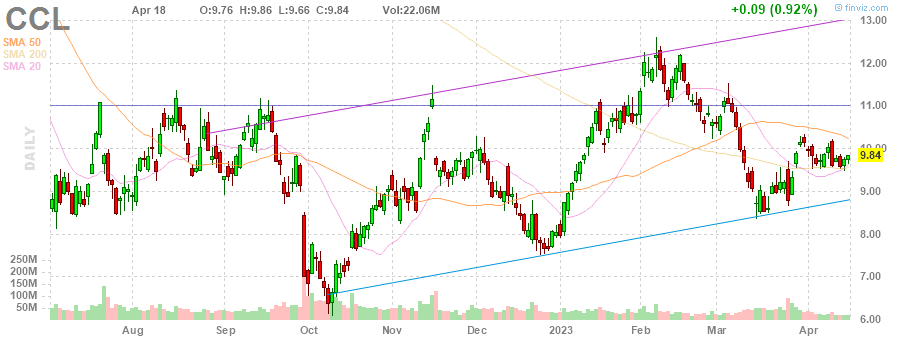 CCL
Apr 18 O:9.76 H:9.86 L:9.66 C:9.84 Vol:22.06M +0.09 (0.92%)
© finviz.com
SMA 50
SMA 200
SMA 20
DAILY
13.00
12.00
11.00
10.00
9.84
9.00
8.00
7.00
6.00
250M
200M
150M
100M
50M
Aug Sep Oct Nov Dec 2023 Feb Mar Apr